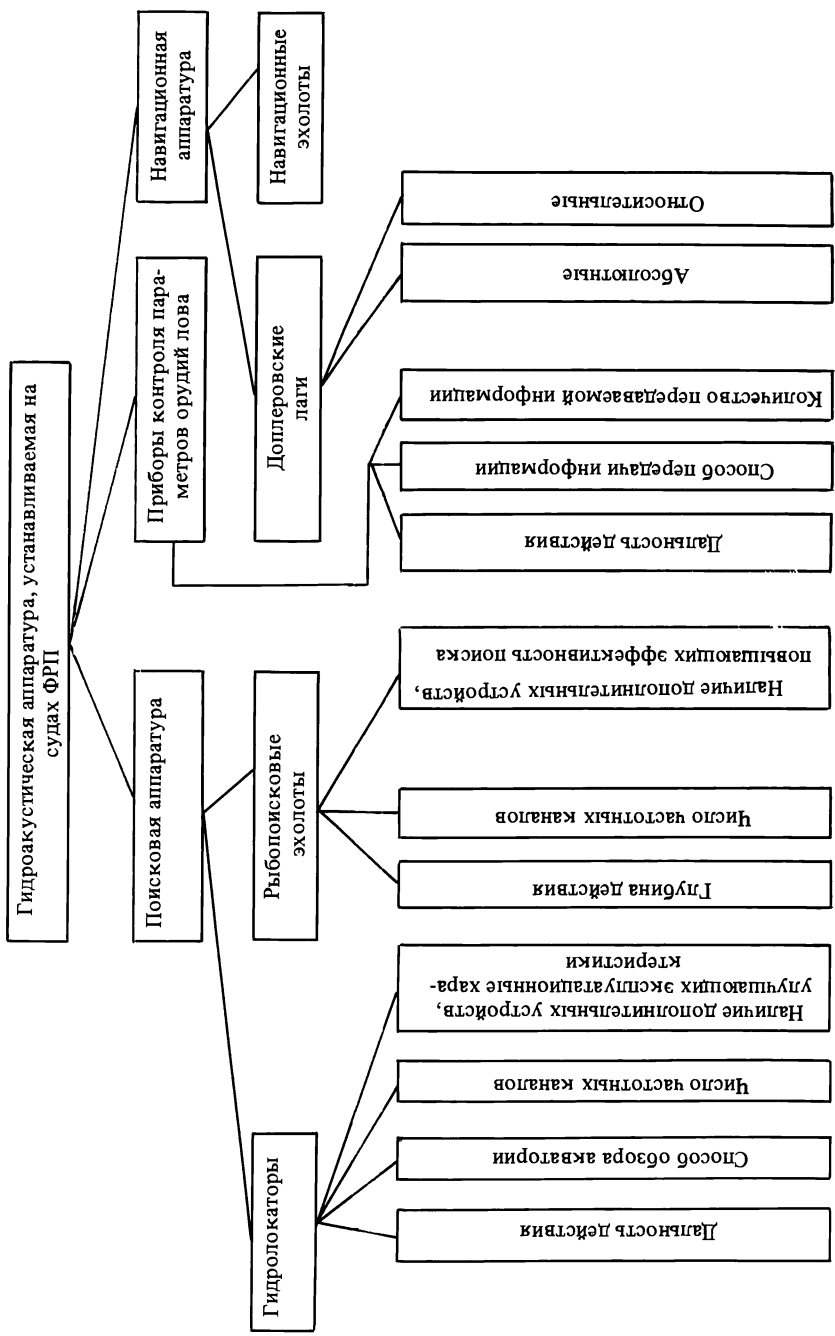 Гидроакустическая аппаратура, устанавливаемая на
судах ФРП
Поисковая аппаратура
Приборы контроля пара-
метров орудий лова
Навигационная
аппаратура
Гидролокаторы
Рыбопоисковые
эхолоты
Доплеровские
лаги
Навигационные
эхолоты
Дальность действия
Способ обзора акватории
Число частотных каналов
Наличие дополнительных устройств,
улучшающих эксплуатационные хара-
ктеристики
Глубина действия
Число частотных каналов
Наличие дополнительных устройств,
повышающих эффективность поиска
Дальность действия
Способ передачи информации
Количество передаваемой информации
Абсолютные
Относительные